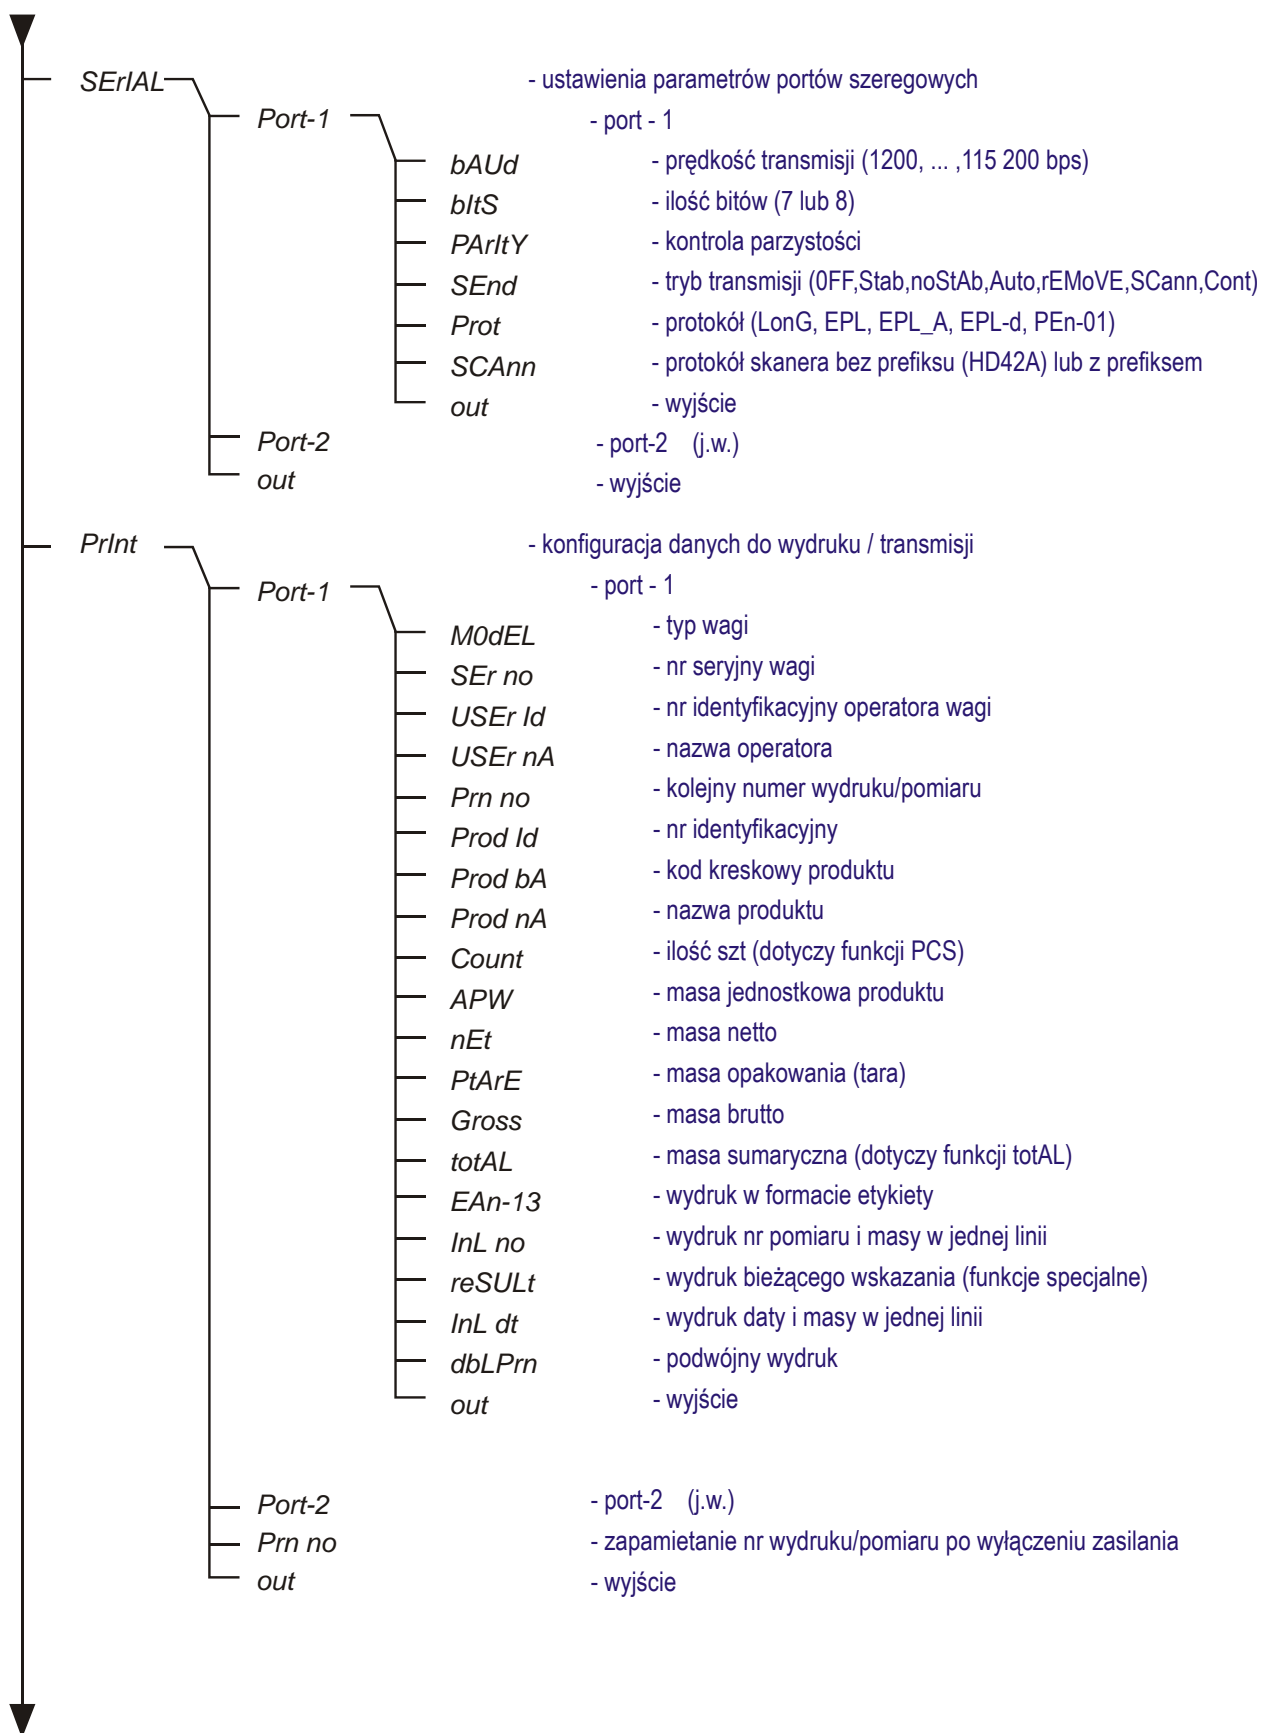 SErIAL - ustawienia parametrów portów szeregowych
Port-1 - port - 1
bAUd - prędkość transmisji (1200, ... ,115 200 bps)
bItS - ilość bitów (7 lub 8)
PArItY - kontrola parzystości
SEnd - tryb transmisji (0FF,Stab,noStAb,Auto,rEMoVE,SCann,Cont)
Prot - protokół (LonG, EPL, EPL_A, EPL-d, PEn-01)
SCAnn - protokół skanera bez prefiksu (HD42A) lub z prefiksem
out - wyjście
Port-2 - port-2 (j.w.)
out - wyjście
PrInt - konfiguracja danych do wydruku / transmisji
Port-1 - port - 1
M0dEL - typ wagi
SEr no - nr seryjny wagi
USEr Id - nr identyfikacyjny operatora wagi
USEr nA - nazwa operatora
Prn no - kolejny numer wydruku/pomiaru
Prod Id - nr identyfikacyjny
Prod bA - kod kreskowy produktu
Prod nA - nazwa produktu
Count - ilość szt (dotyczy funkcji PCS)
APW - masa jednostkowa produktu
nEt - masa netto
PtArE - masa opakowania (tara)
Gross - masa brutto
totAL - masa sumaryczna (dotyczy funkcji totAL)
EAn-13 - wydruk w formacie etykiety
InL no - wydruk nr pomiaru i masy w jednej linii
reSULt - wydruk bieżącego wskazania (funkcje specjalne)
InL dt - wydruk daty i masy w jednej linii
dbLPrn - podwójny wydruk
out - wyjście
Port-2 - port-2 (j.w.)
Prn no - zapamietanie nr wydruku/pomiaru po wyłączeniu zasilania
out - wyjście